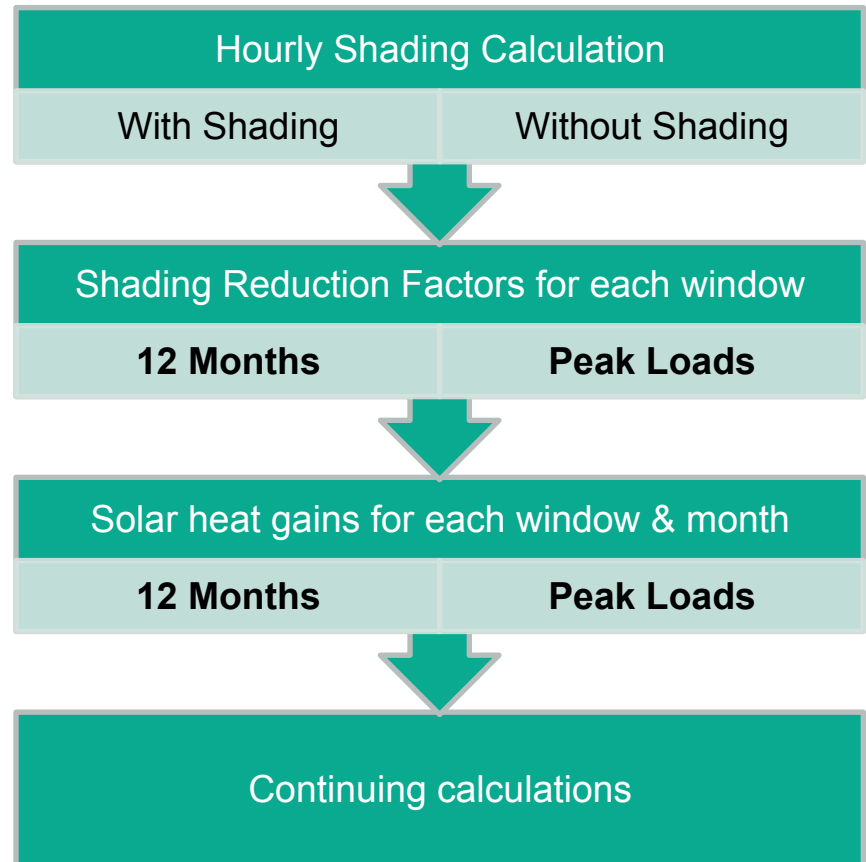 Hourly Shading Calculation
With Shading
Without Shading
Shading Reduction Factors for each window
12 Months
Peak Loads
Solar heat gains for each window & month
12 Months
Peak Loads
Continuing calculations